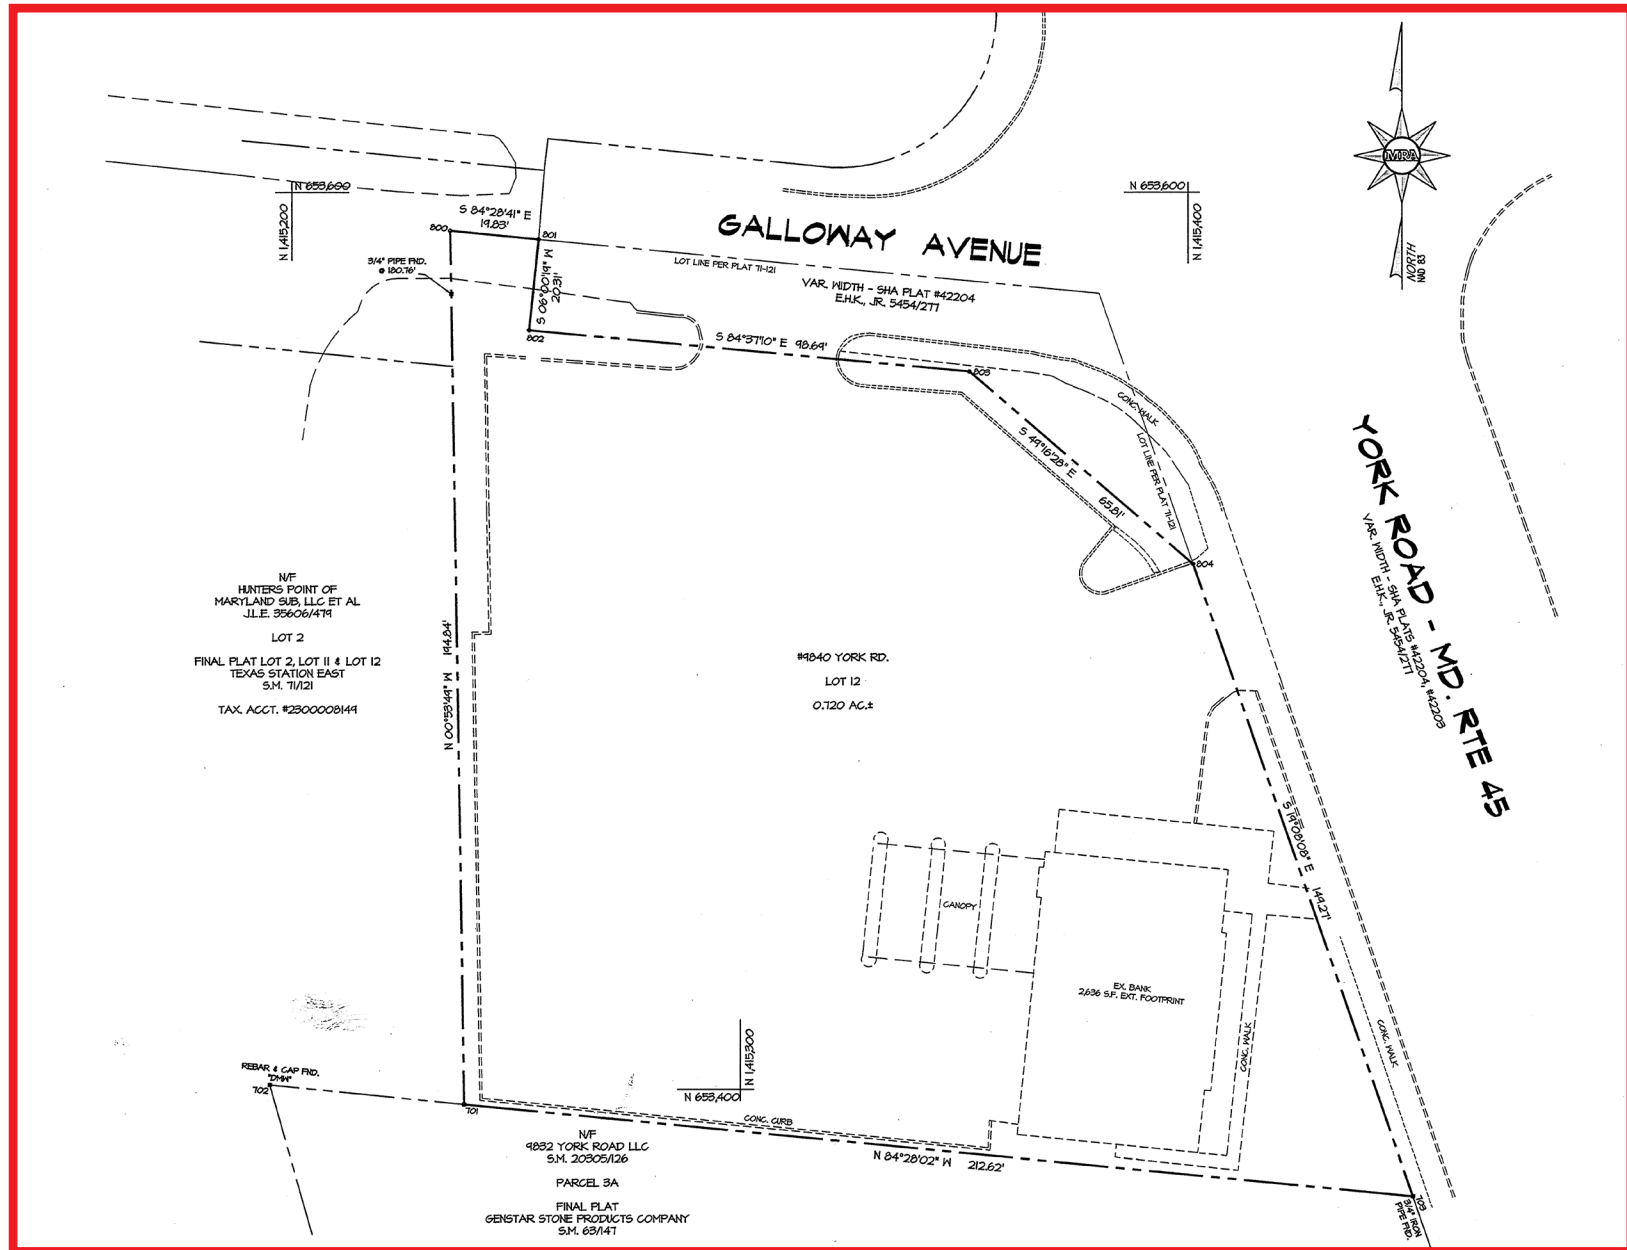 MRA
NORTH
NAD 83
N 653,600
N 1,415,200
N 653,600
N 1,415,400
S 84°28'41" E
19.83'
800
801
3/4" PIPE FND.
@ 180.76'
S 06°00'19" W
20.31'
802
GALLOWAY AVENUE
LOT LINE PER PLAT 71-121
VAR. WIDTH - SHA PLAT #42204
E.H.K., JR. 5454/277
S 84°37'10" E 98.69'
803
CONC. WALK
LOT LINE PER PLAT 71-121
S 49°16'28" E 65.81'
804
YORK ROAD - MD. RTE 45
VAR. WIDTH - SHA PLATS #42204, #42203
E.H.K., JR. 5454/277
N/F
HUNTERS POINT OF
MARYLAND SUB, LLC ET AL
J.L.E. 35606/479
LOT 2
FINAL PLAT LOT 2, LOT 11 & LOT 12
TEXAS STATION EAST
S.M. 71/121
TAX. ACCT. #2300008149
N 00°53'49" W 194.84'
#9840 YORK RD.
LOT 12
0.720 AC.±
S 19°08'08" E 149.27'
CANOPY
EX. BANK
2,636 S.F. EXT. FOOTPRINT
CONC. WALK
CONC. WALK
REBAR & CAP FND.
"DMW"
702
701
N 653,400
N 1,415,300
CONC. CURB
N 84°28'02" W 212.62'
703
3/4" IRON
PIPE FND.
N/F
9832 YORK ROAD LLC
S.M. 20305/126
PARCEL 3A
FINAL PLAT
GENSTAR STONE PRODUCTS COMPANY
S.M. 63/147